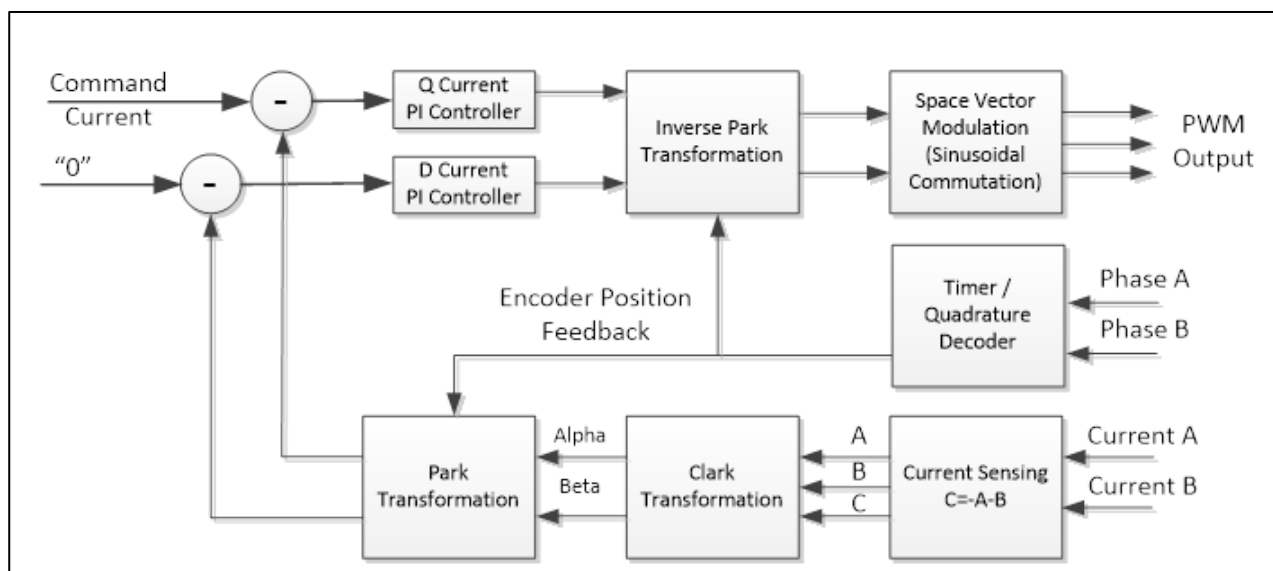 Command
Current
-
Q Current
PI Controller
Inverse Park
Transformation
Space Vector
Modulation
(Sinusoidal
Commutation)
PWM
Output
“0”
-
D Current
PI Controller
Encoder Position
Feedback
Timer /
Quadrature
Decoder
Phase A
Phase B
Park
Transformation
Alpha
Beta
Clark
Transformation
A
B
C
Current Sensing
C=-A-B
Current A
Current B